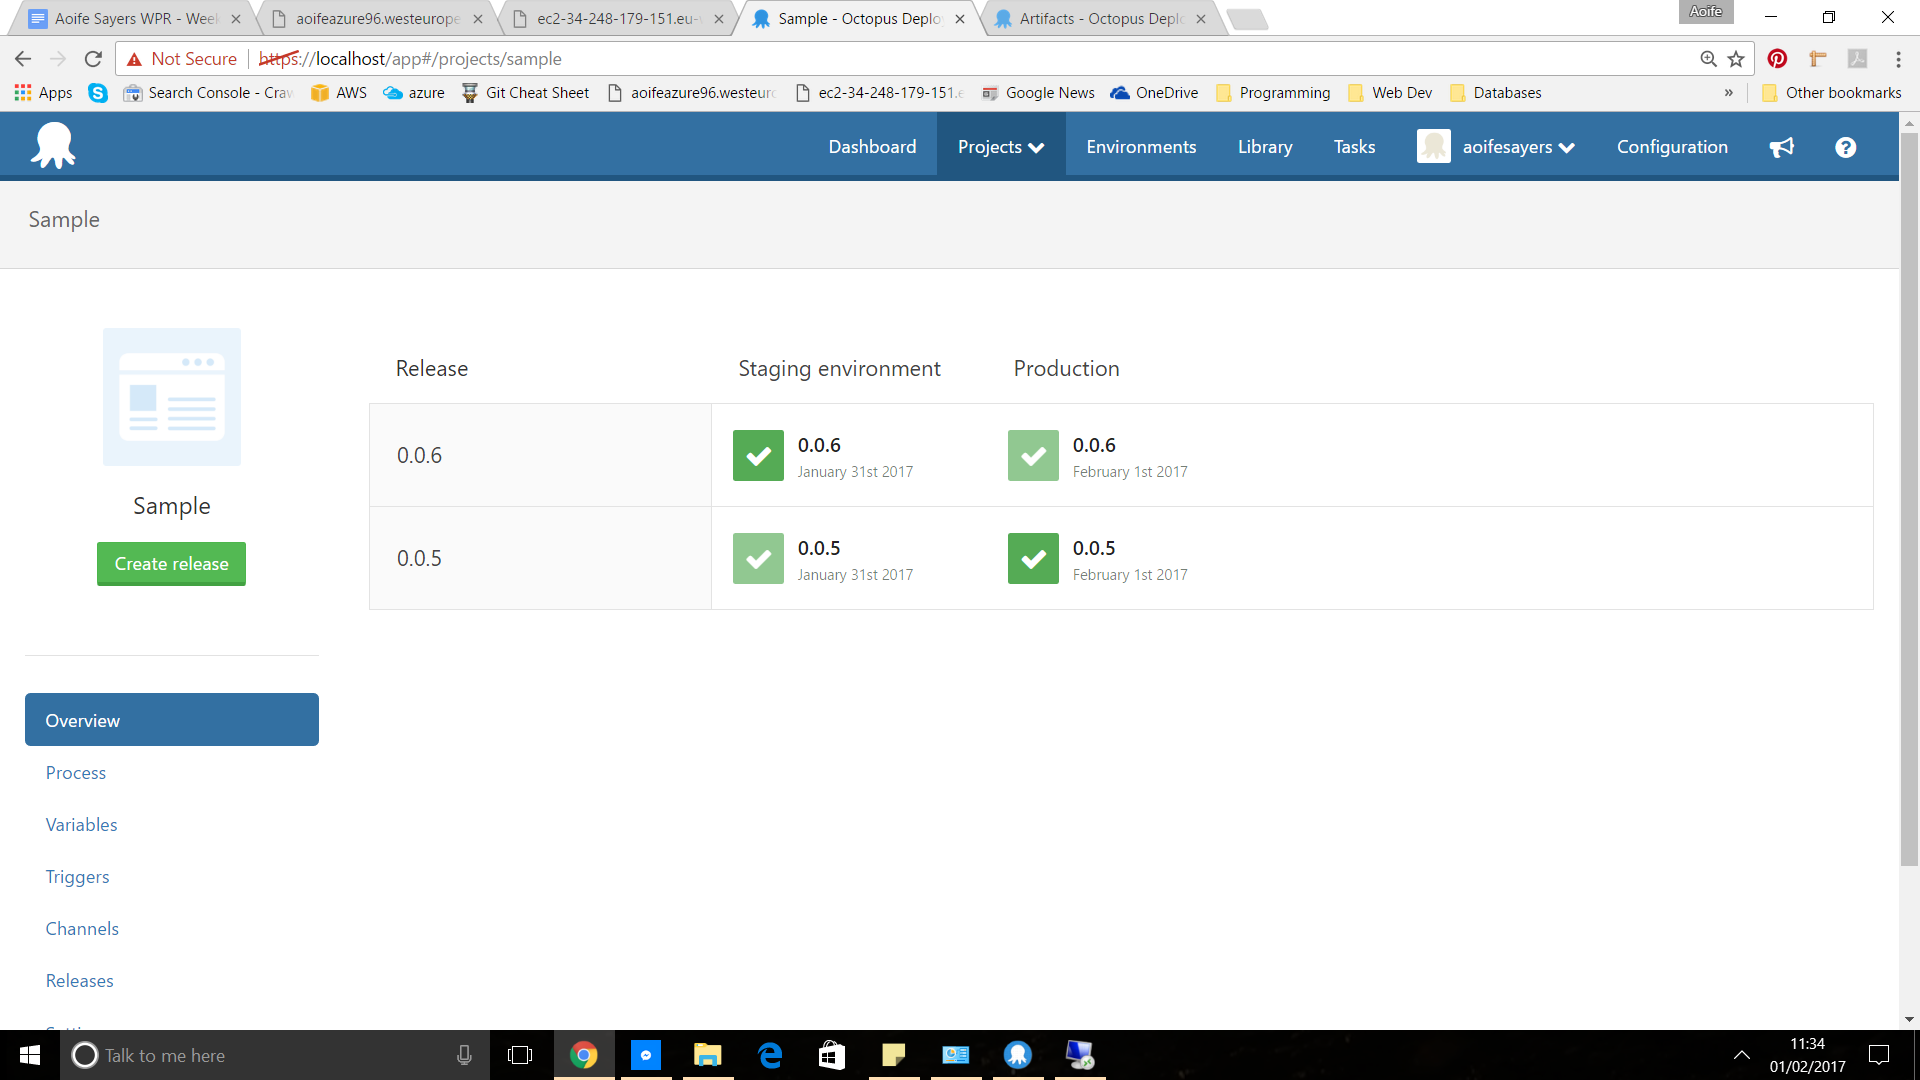 Aoife Sayers WPR - Week
aoifeazure96.westeurope
ec2-34-248-179-151.eu-
Sample - Octopus Deplo
Artifacts - Octopus Deplo
Aoife
Not Secure
https://localhost/app#/projects/sample
Apps
Search Console - Craw
AWS
azure
Git Cheat Sheet
aoifeazure96.westeuro
ec2-34-248-179-151.e
Google News
OneDrive
Programming
Web Dev
Databases
»
Other bookmarks
Dashboard
Projects
Environments
Library
Tasks
aoifesayers
Configuration
Sample
Release
Staging environment
Production
0.0.6
0.0.6
January 31st 2017
0.0.6
February 1st 2017
0.0.5
0.0.5
January 31st 2017
0.0.5
February 1st 2017
Sample
Create release
Overview
Process
Variables
Triggers
Channels
Releases
Talk to me here
11:34
01/02/2017